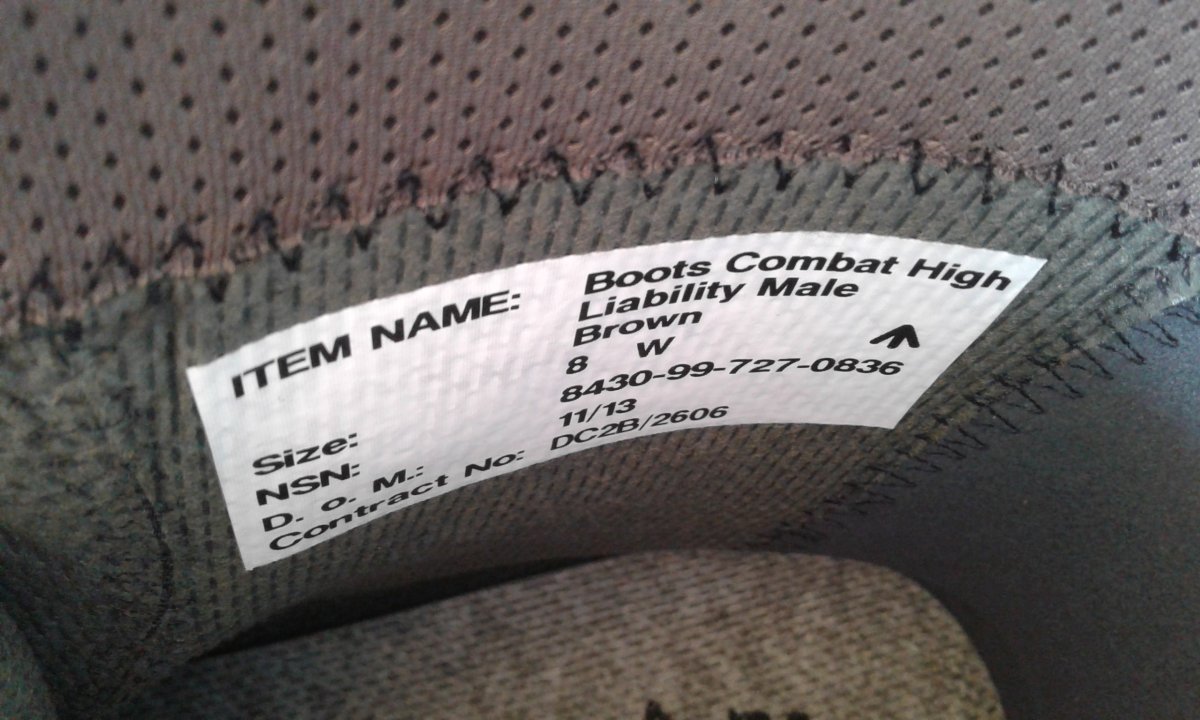 ITEM NAME: Boots Combat High
Liability Male
Brown
Size: 8 W
NSN: 8430-99-727-0836
D. o. M.: 11/13
Contract No: DC2B/2606